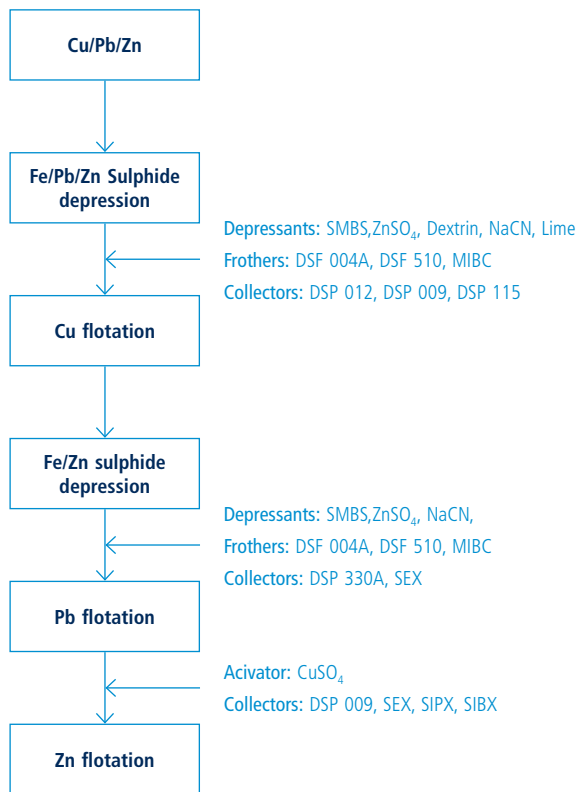 Cu/Pb/Zn
Fe/Pb/Zn Sulphide
depression
Depressants: SMBS,ZnSO₄, Dextrin, NaCN, Lime
Frothers: DSF 004A, DSF 510, MIBC
Collectors: DSP 012, DSP 009, DSP 115
Cu flotation
Fe/Zn sulphide
depression
Depressants: SMBS,ZnSO₄, NaCN,
Frothers: DSF 004A, DSF 510, MIBC
Collectors: DSP 330A, SEX
Pb flotation
Acivator: CuSO₄
Collectors: DSP 009, SEX, SIPX, SIBX
Zn flotation